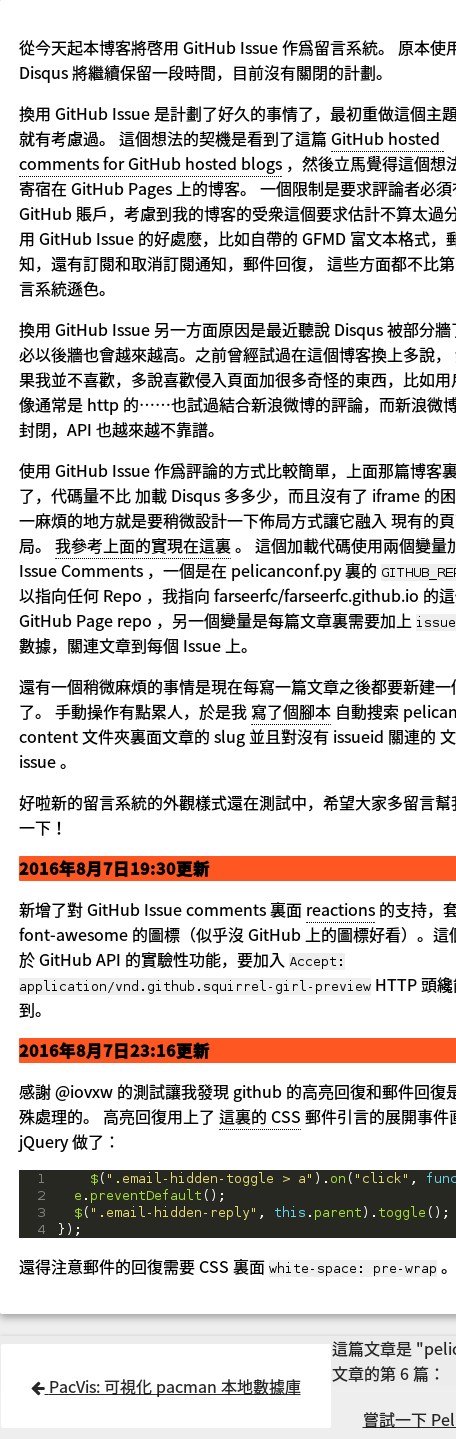 從今天起本博客將啓用 GitHub Issue 作爲留言系統。 原本使用
Disqus 將繼續保留一段時間，目前沒有關閉的計劃。
換用 GitHub Issue 是計劃了好久的事情了，最初重做這個主題
就有考慮過。 這個想法的契機是看到了這篇 GitHub hosted
comments for GitHub hosted blogs ，然後立馬覺得這個想法
寄宿在 GitHub Pages 上的博客。 一個限制是要求評論者必須有
GitHub 賬戶，考慮到我的博客的受衆這個要求估計不算太過分
用 GitHub Issue 的好處麼，比如自帶的 GFMD 富文本格式，郵
知，還有訂閱和取消訂閱通知，郵件回復， 這些方面都不比第
言系統遜色。
換用 GitHub Issue 另一方面原因是最近聽說 Disqus 被部分牆了
必以後牆也會越來越高。之前曾經試過在這個博客換上多說，
果我並不喜歡，多說喜歡侵入頁面加很多奇怪的東西，比如用戶
像通常是 http 的……也試過結合新浪微博的評論，而新浪微博
封閉，API 也越來越不靠譜。
使用 GitHub Issue 作爲評論的方式比較簡單，上面那篇博客裏
了，代碼量不比 加載 Disqus 多多少，而且沒有了 iframe 的困
一麻煩的地方就是要稍微設計一下佈局方式讓它融入 現有的頁
局。 我參考上面的實現在這裏 。 這個加載代碼使用兩個變量加
Issue Comments ，一個是在 pelicanconf.py 裏的 GITHUB_REP
以指向任何 Repo ，我指向 farseerfc/farseerfc.github.io 的這
GitHub Page repo ，另一個變量是每篇文章裏需要加上 issue
數據，關連文章到每個 Issue 上。
還有一個稍微麻煩的事情是現在每寫一篇文章之後都要新建一個
了。 手動操作有點累人，於是我 寫了個腳本 自動搜索 pelican
content 文件夾裏面文章的 slug 並且對沒有 issueid 關連的 文
issue 。
好啦新的留言系統的外觀樣式還在測試中，希望大家多留言幫我
一下！
2016年8月7日19:30更新
新增了對 GitHub Issue comments 裏面 reactions 的支持，套
font-awesome 的圖標（似乎沒 GitHub 上的圖標好看）。這個
於 GitHub API 的實驗性功能，要加入 Accept:
application/vnd.github.squirrel-girl-preview HTTP 頭纔能
到。
2016年8月7日23:16更新
感謝 @iovxw 的測試讓我發現 github 的高亮回復和郵件回復是
殊處理的。 高亮回復用上了 這裏的 CSS 郵件引言的展開事件直
jQuery 做了：
1 $(".email-hidden-toggle > a").on("click", func
2 e.preventDefault();
3 $(".email-hidden-reply", this.parent).toggle();
4 });
還得注意郵件的回復需要 CSS 裏面 white-space: pre-wrap 。
這篇文章是 "pelic
文章的第 6 篇：
PacVis: 可視化 pacman 本地數據庫
嘗試一下 Pel